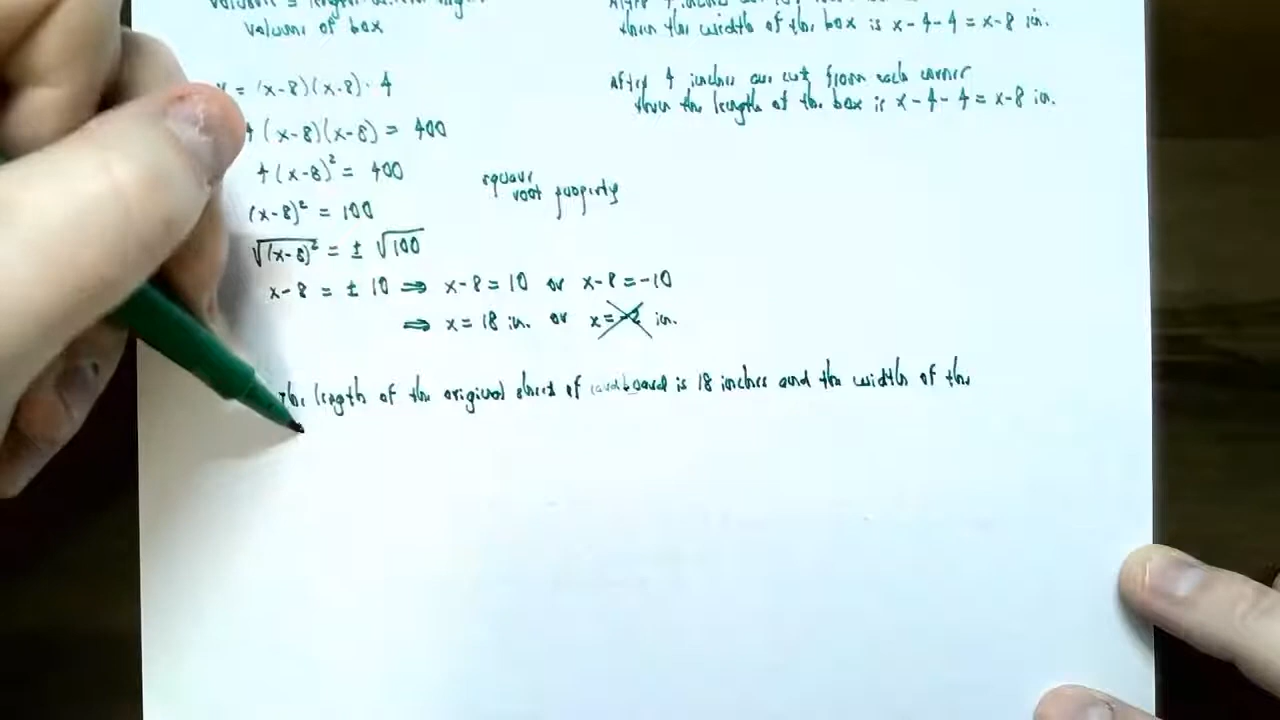 volume of box
= (x-8)(x-8)·4
(x-8)(x-8) = 400
4(x-8)² = 400
(x-8)² = 100
√(x-8)² = ± √100
x-8 = ± 10 ⇒ x-8 = 10 or x-8 = -10
⇒ x = 18 in. or x = -2 in.
square
root property
then the width of the box is x-4-4 = x-8 in.
After 4 inches are cut from each corner
then the length of the box is x-4-4 = x-8 in.
The length of the original sheet of cardboard is 18 inches and the width of the